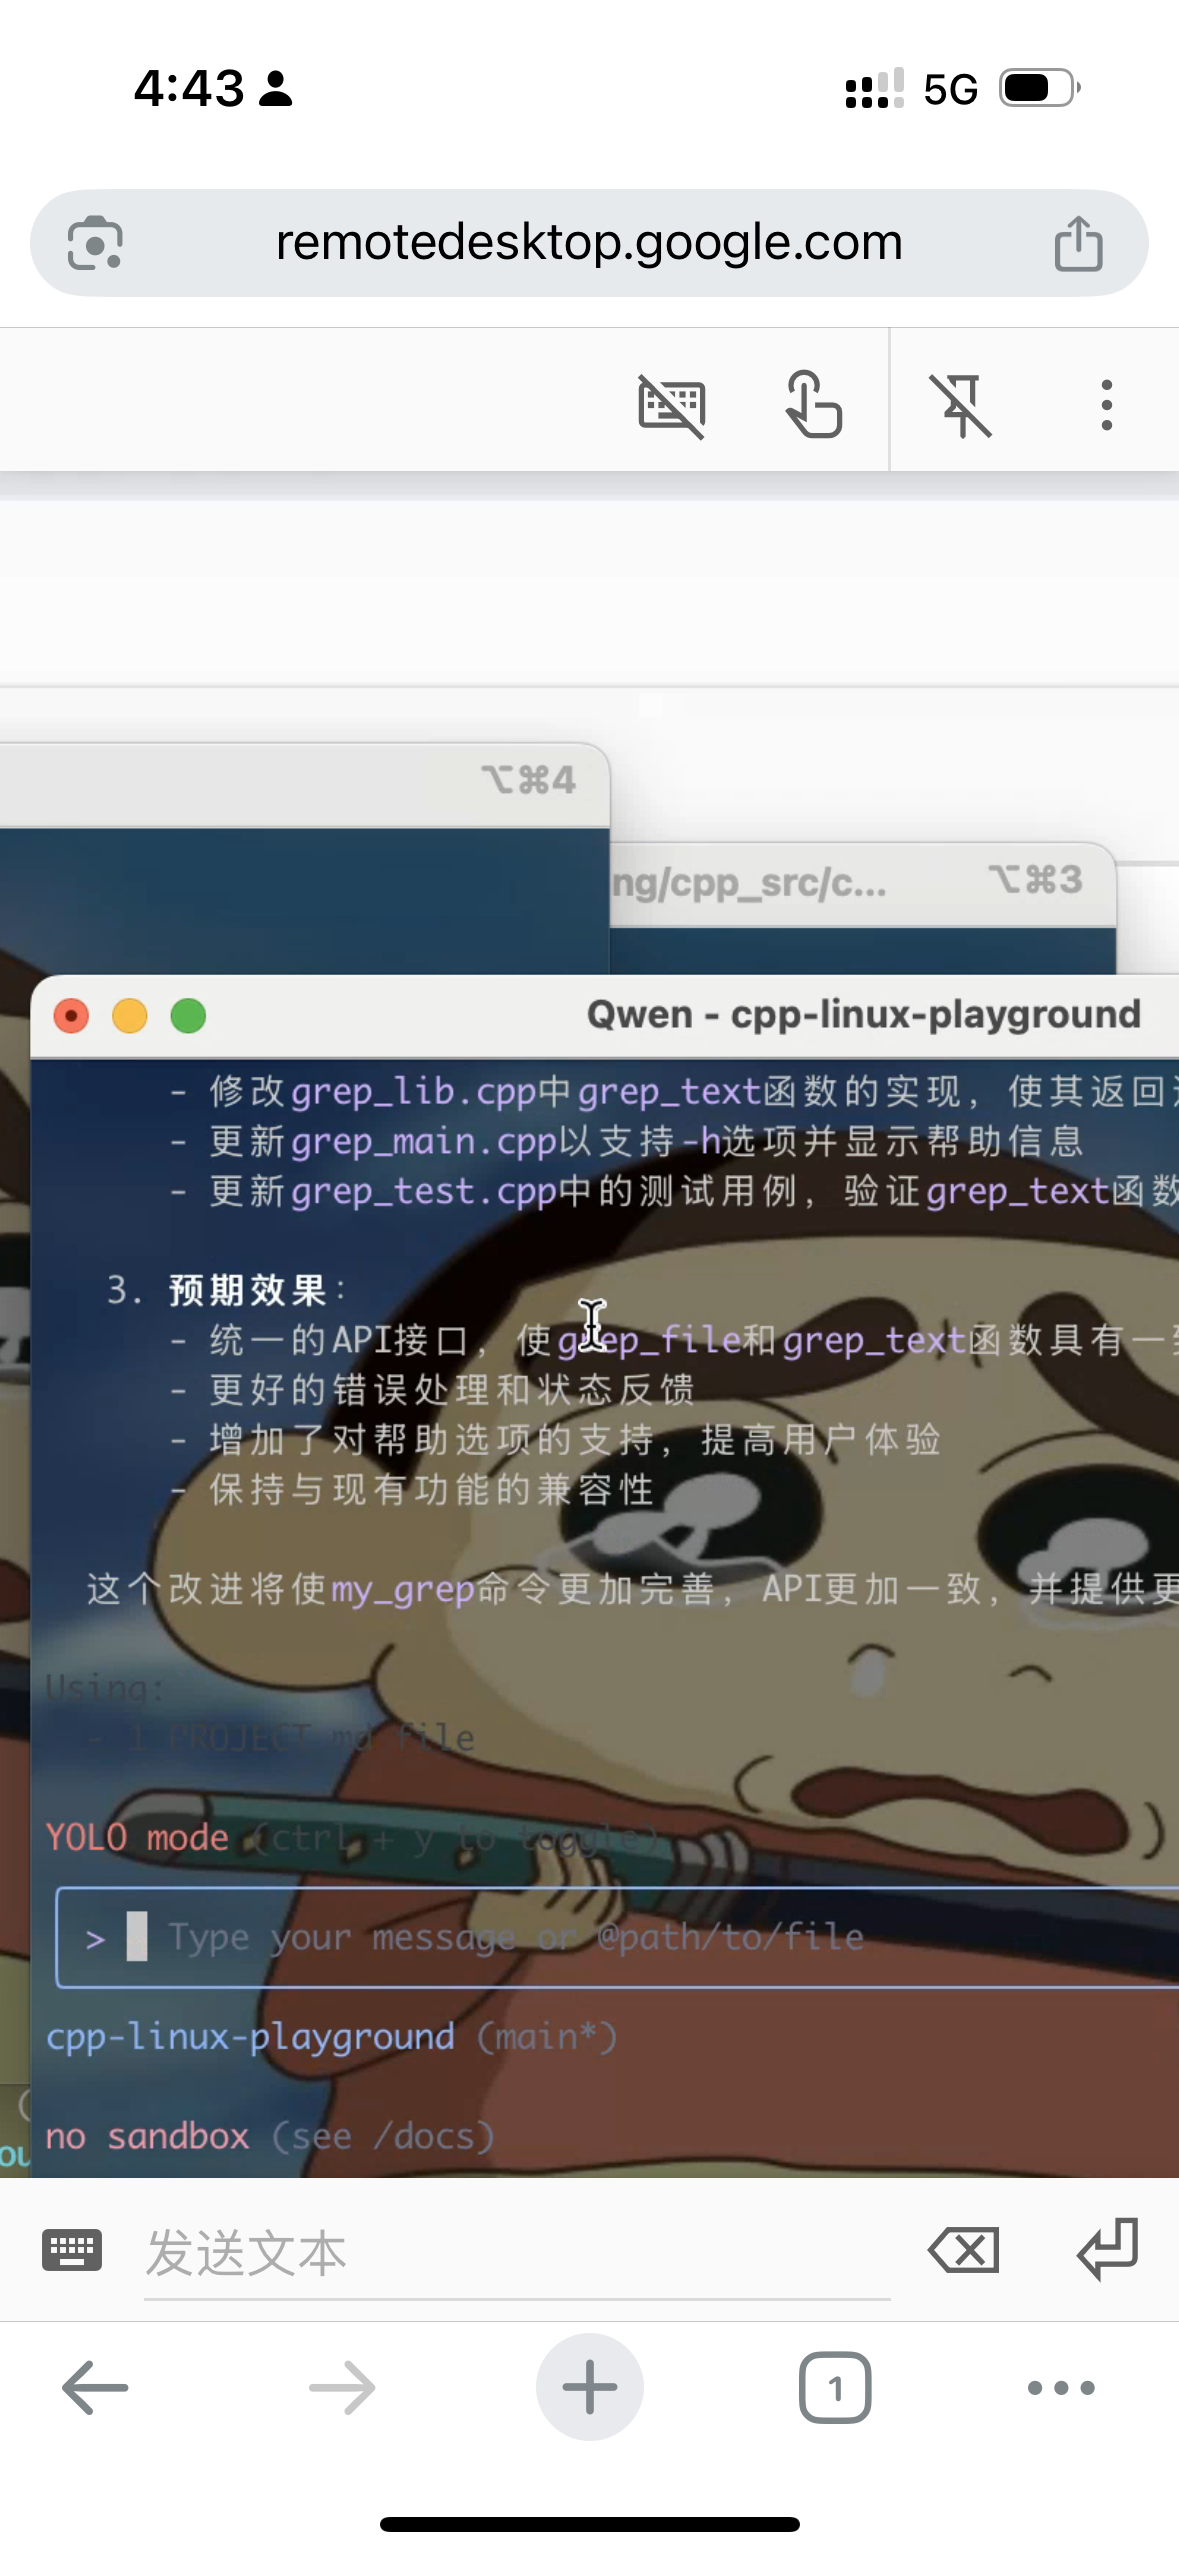 4:43
5G
remotedesktop.google.com
⌥⌘4
ng/cpp_src/c...
⌥⌘3
Qwen - cpp-linux-playground
- 修改grep_lib.cpp中grep_text函数的实现，使其返回
- 更新grep_main.cpp以支持-h选项并显示帮助信息
- 更新grep_test.cpp中的测试用例，验证grep_text函数
3. 预期效果：
- 统一的API接口，使grep_file和grep_text函数具有一致
- 更好的错误处理和状态反馈
- 增加了对帮助选项的支持，提高用户体验
- 保持与现有功能的兼容性
这个改进将使my_grep命令更加完善，API更加一致，并提供更
Using:
- 1 PROJECT.md file
YOLO mode (ctrl + y to toggle)
> Type your message or @path/to/file
cpp-linux-playground (main*)
no sandbox (see /docs)
发送文本
1